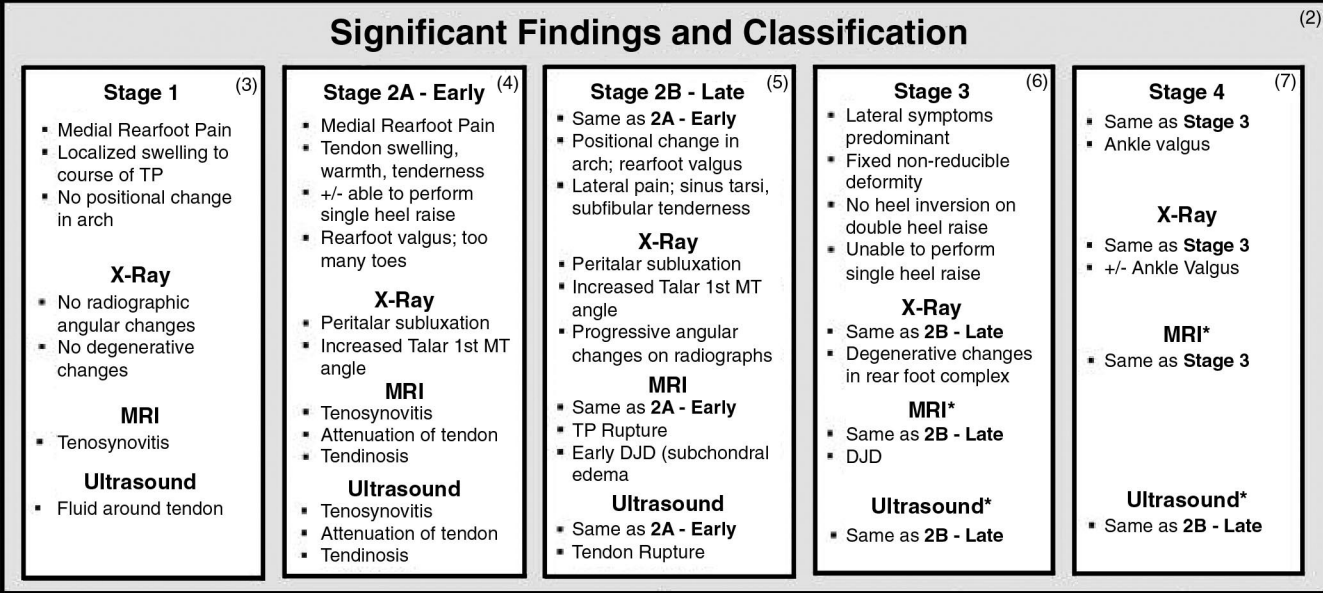 (2)
Significant Findings and Classification
(3)
Stage 1
▪ Medial Rearfoot Pain
▪ Localized swelling to
course of TP
▪ No positional change
in arch
X-Ray
▪ No radiographic
angular changes
▪ No degenerative
changes
MRI
▪ Tenosynovitis
Ultrasound
▪ Fluid around tendon
(4)
Stage 2A - Early
▪ Medial Rearfoot Pain
▪ Tendon swelling,
warmth, tenderness
▪ +/- able to perform
single heel raise
▪ Rearfoot valgus; too
many toes
X-Ray
▪ Peritalar subluxation
▪ Increased Talar 1st MT
angle
MRI
▪ Tenosynovitis
▪ Attenuation of tendon
▪ Tendinosis
Ultrasound
▪ Tenosynovitis
▪ Attenuation of tendon
▪ Tendinosis
(5)
Stage 2B - Late
▪ Same as 2A - Early
▪ Positional change in
arch; rearfoot valgus
▪ Lateral pain; sinus tarsi,
subfibular tenderness
X-Ray
▪ Peritalar subluxation
▪ Increased Talar 1st MT
angle
▪ Progressive angular
changes on radiographs
MRI
▪ Same as 2A - Early
▪ TP Rupture
▪ Early DJD (subchondral
edema
Ultrasound
▪ Same as 2A - Early
▪ Tendon Rupture
(6)
Stage 3
▪ Lateral symptoms
predominant
▪ Fixed non-reducible
deformity
▪ No heel inversion on
double heel raise
▪ Unable to perform
single heel raise
X-Ray
▪ Same as 2B - Late
▪ Degenerative changes
in rear foot complex
MRI*
▪ Same as 2B - Late
▪ DJD
Ultrasound*
▪ Same as 2B - Late
(7)
Stage 4
▪ Same as Stage 3
▪ Ankle valgus
X-Ray
▪ Same as Stage 3
▪ +/- Ankle Valgus
MRI*
▪ Same as Stage 3
Ultrasound*
▪ Same as 2B - Late